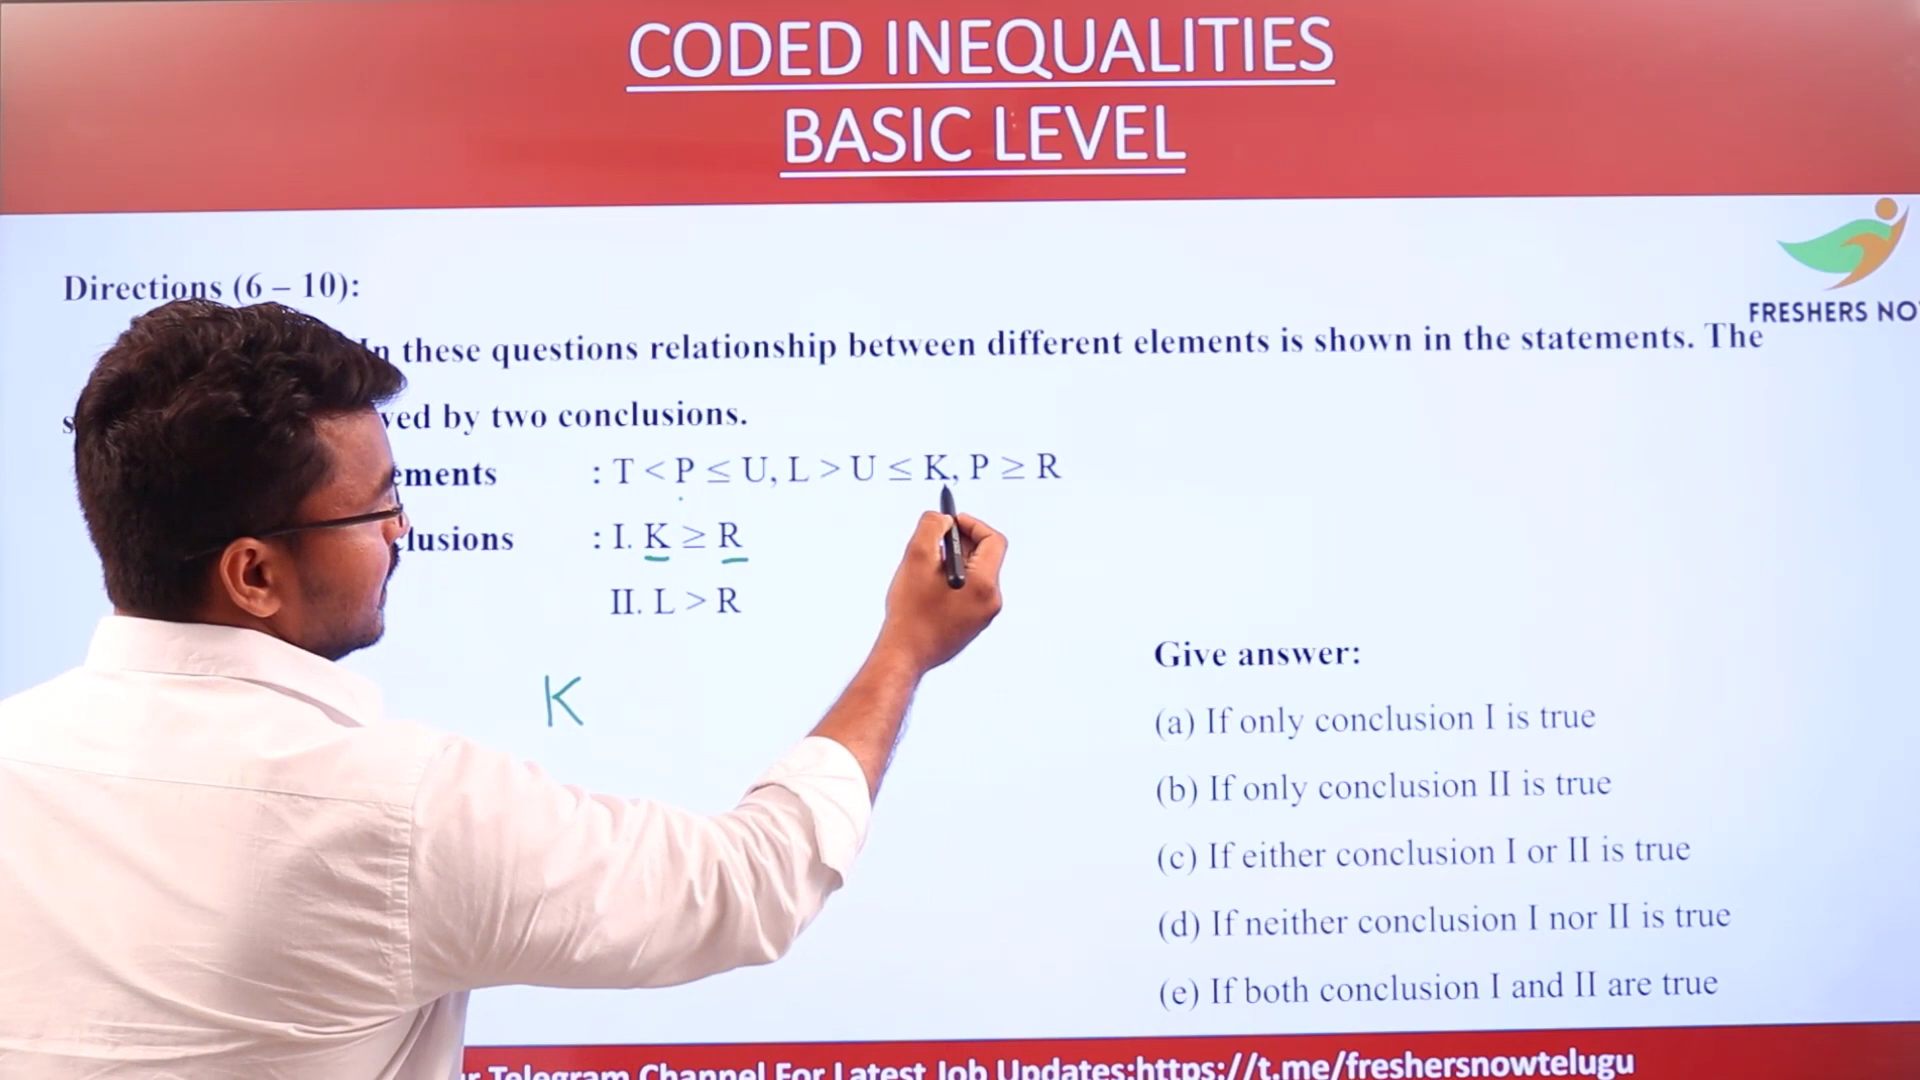 CODED INEQUALITIES
BASIC LEVEL
FRESHERS NO
Directions (6 – 10):
In these questions relationship between different elements is shown in the statements. The
by two conclusions.
: T < P ≤ U, L > U ≤ K, P ≥ R
: I. K ≥ R
II. L > R
K
Give answer:
(a) If only conclusion I is true
(b) If only conclusion II is true
(c) If either conclusion I or II is true
(d) If neither conclusion I nor II is true
(e) If both conclusion I and II are true
Telegram Channel For Latest Job Updates:https://t.me/freshersnowtelugu